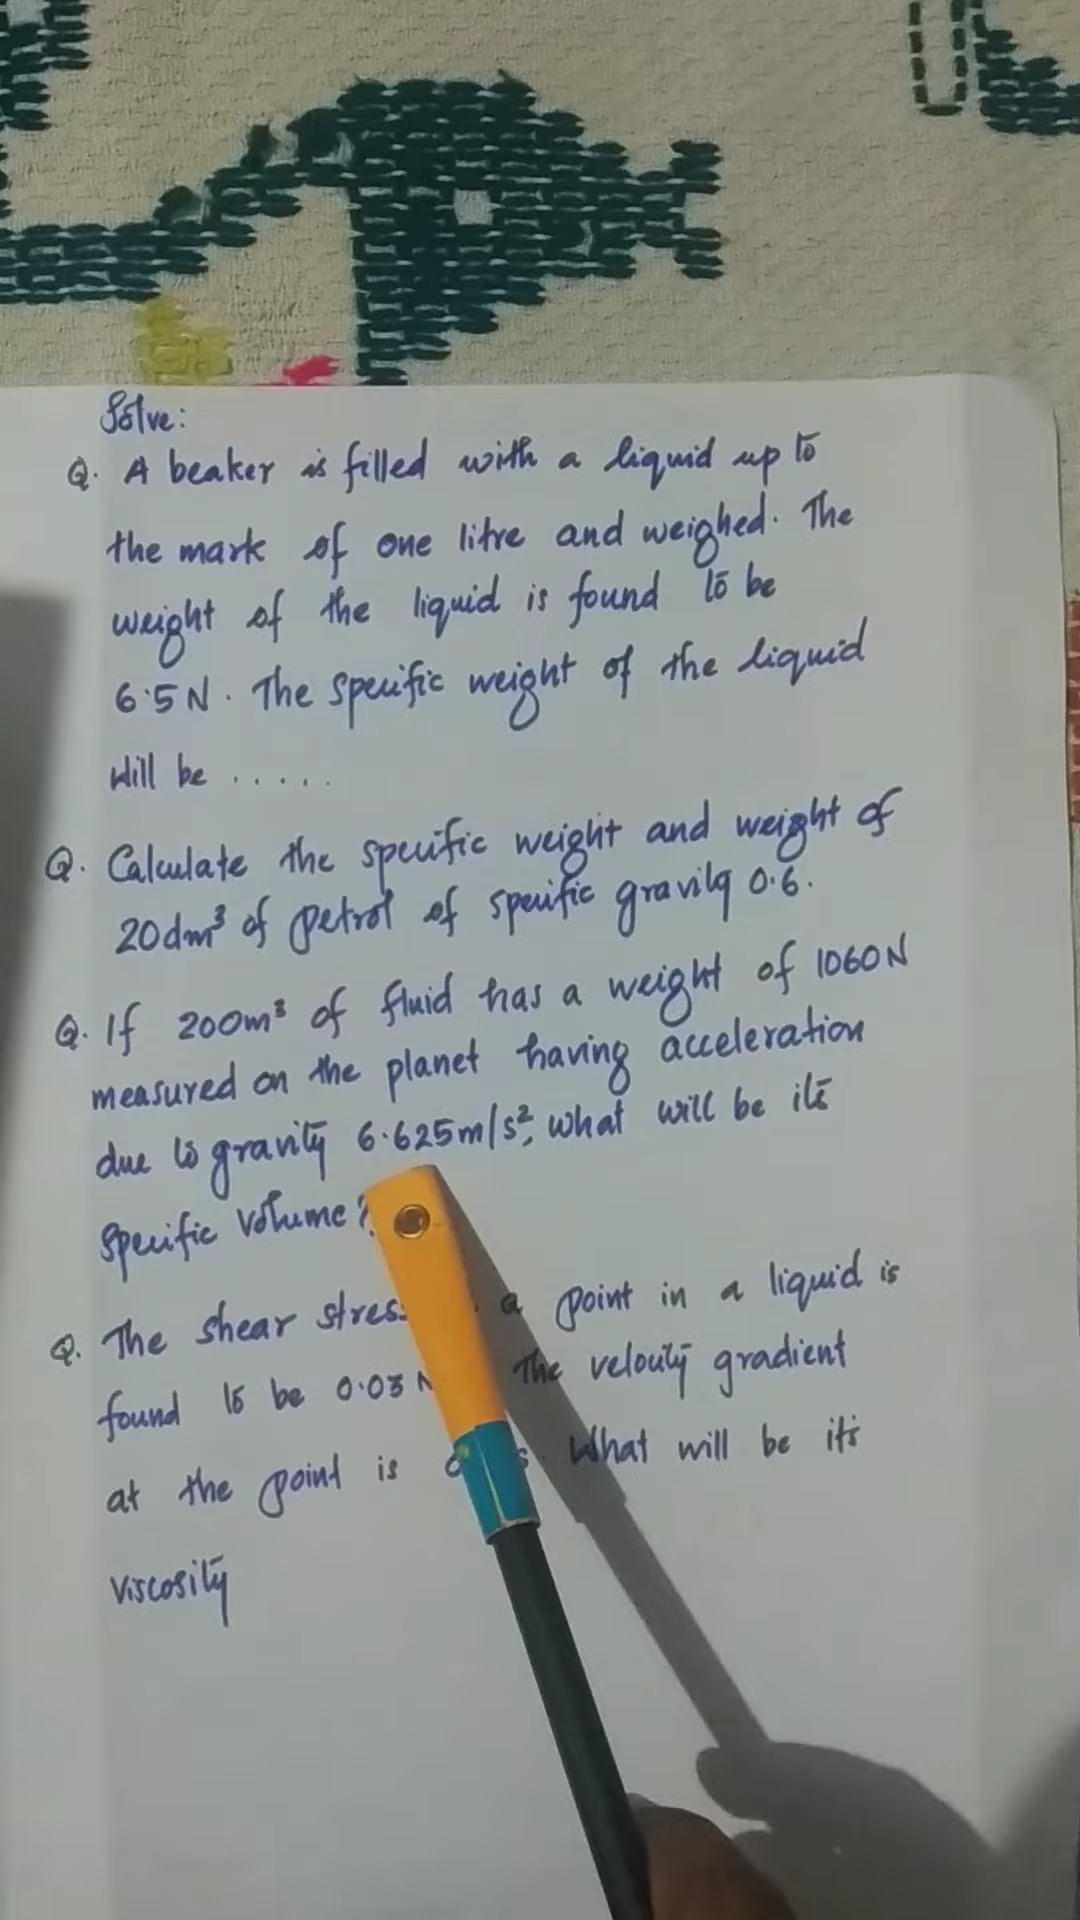 Solve:
Q. A beaker is filled with a liquid up to
the mark of one litre and weighed. The
weight of the liquid is found to be
6.5N. The specific weight of the liquid
will be .....
Q. Calculate the specific weight and weight of
20dm³ of petrol of specific gravity 0.6.
Q. If 200m³ of fluid has a weight of 1060N
measured on the planet having acceleration
due to gravity 6.625m/s², what will be its
specific volume?
Q. The shear a point in a liquid is
found to be 0.03 The velocity gradient
at the point is What will be its
viscosity